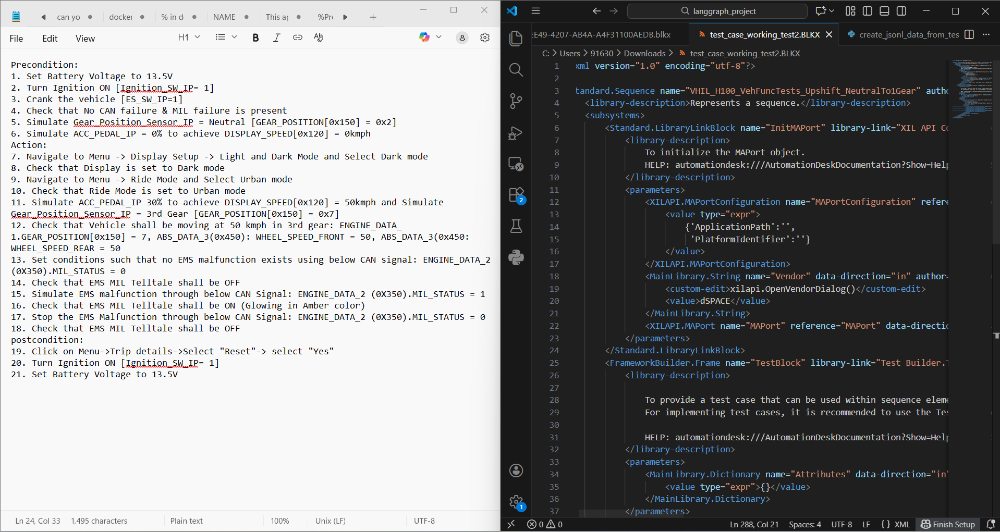 can yo
docker
% in d
NAME
This ap
%Pr
File
Edit
View
H1
Precondition:
1. Set Battery Voltage to 13.5V
2. Turn Ignition ON [Ignition_SW_IP= 1]
3. Crank the vehicle [ES_SW_IP=1]
4. Check that No CAN failure & MIL failure is present
5. Simulate Gear_Position_Sensor_IP = Neutral [GEAR_POSITION[0x150] = 0x2]
6. Simulate ACC_PEDAL_IP = 0% to achieve DISPLAY_SPEED[0x120] = 0kmph
Action:
7. Navigate to Menu -> Display Setup -> Light and Dark Mode and Select Dark mode
8. Check that Display is set to Dark mode
9. Navigate to Menu -> Ride Mode and Select Urban mode
10. Check that Ride Mode is set to Urban mode
11. Simulate ACC_PEDAL_IP 30% to achieve DISPLAY_SPEED[0x120] = 50kmph and Simulate
Gear_Position_Sensor_IP = 3rd Gear [GEAR_POSITION[0x150] = 0x7]
12. Check that Vehicle shall be moving at 50 kmph in 3rd gear: ENGINE_DATA_
1.GEAR_POSITION[0x150] = 7, ABS_DATA_3(0x450): WHEEL_SPEED_FRONT = 50, ABS_DATA_3(0x450:
WHEEL_SPEED_REAR = 50
13. Set conditions such that no EMS malfunction exists using below CAN signal: ENGINE_DATA_2
(0X350).MIL_STATUS = 0
14. Check that EMS MIL Telltale shall be OFF
15. Simulate EMS malfunction through below CAN Signal: ENGINE_DATA_2 (0X350).MIL_STATUS = 1
16. Check that EMS MIL Telltale shall be ON (Glowing in Amber color)
17. Stop the EMS Malfunction through below CAN Signal: ENGINE_DATA_2 (0X350).MIL_STATUS = 0
18. Check that EMS MIL Telltale shall be OFF
postcondition:
19. Click on Menu->Trip details->Select "Reset"-> select "Yes"
20. Turn Ignition ON [Ignition_SW_IP= 1]
21. Set Battery Voltage to 13.5V
Ln 24, Col 33
1,495 characters
Plain text
100%
Unix (LF)
UTF-8
langgraph_project
EE49-4207-AB4A-A4F31100AEDB.blkx
test_case_working_test2.BLKX
create_jsonl_data_from_tes
C: > Users > 91630 > Downloads > test_case_working_test2.BLKX
1 xml version="1.0" encoding="utf-8"?>
2
3 tandard.Sequence name="VHIL_H100_VehFuncTests_Upshift_NeutralTo1Gear" autho
4 <library-description>Represents a sequence.</library-description>
5 <subsystems>
6 <Standard.LibraryLinkBlock name="InitMAPort" library-link="XIL API Co
7 <library-description>
8 To initialize the MAPort object.
9 HELP: automationdesk:///AutomationDeskDocumentation?Show=Help
10 </library-description>
11 <parameters>
12 <XILAPI.MAPortConfiguration name="MAPortConfiguration" refere
13 <value type="expr">
14 {'ApplicationPath':'',
15 'PlatformIdentifier':''}
16 </value>
17 </XILAPI.MAPortConfiguration>
18 <MainLibrary.String name="Vendor" data-direction="in" author=
19 <custom-edit>xilapi.OpenVendorDialog()</custom-edit>
20 <value>dSPACE</value>
21 </MainLibrary.String>
22 <XILAPI.MAPort name="MAPort" reference="MAPort" data-directio
23 </parameters>
24 </Standard.LibraryLinkBlock>
25 <FrameworkBuilder.Frame name="TestBlock" library-link="Test Builder.T
26 <library-description>
27
28 To provide a test case that can be used within sequence eleme
29 For implementing test cases, it is recommended to use the Tes
30
31 HELP: automationdesk:///AutomationDeskDocumentation?Show=Help
32 </library-description>
33 <parameters>
34 <MainLibrary.Dictionary name="Attributes" data-direction="in"
35 <value type="expr">{}</value>
36 </MainLibrary.Dictionary>
37 </parameters>
2
1
0 0
Ln 288, Col 21
Spaces: 4
UTF-8
LF
{ } XML
Finish Setup